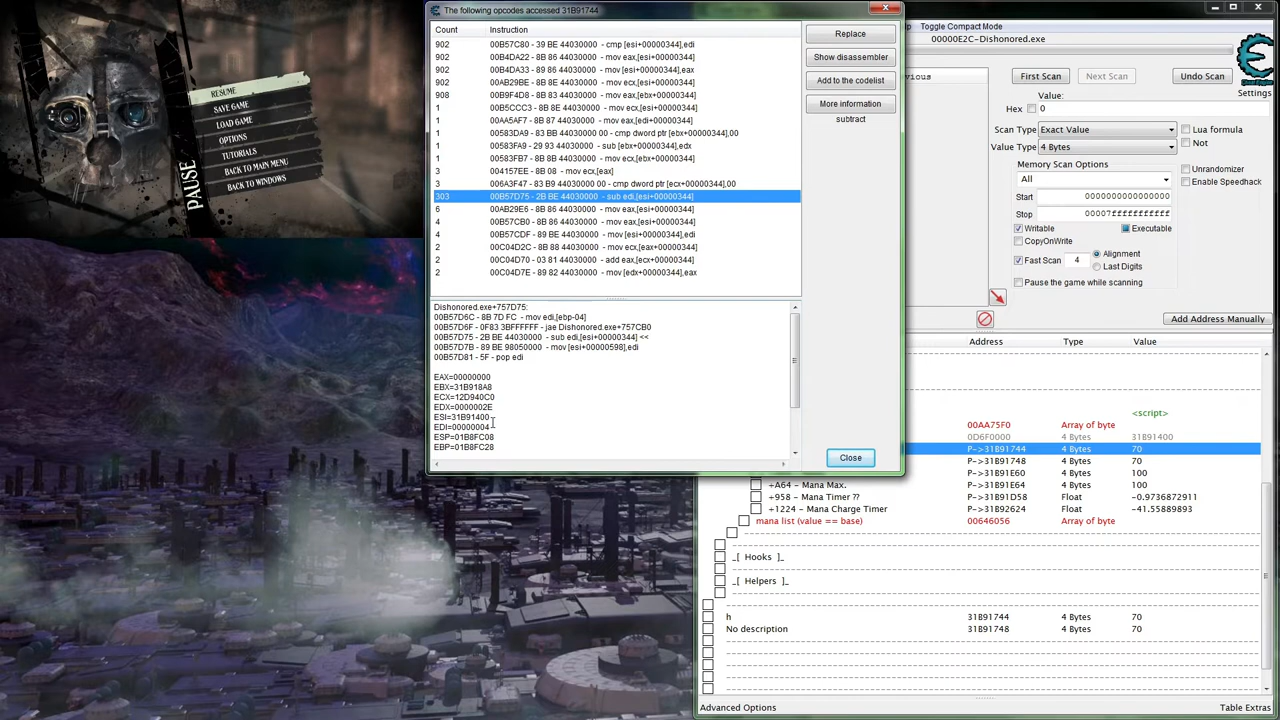 The following opcodes accessed 31B91744
Count Instruction
902 00B57C80 - 39 BE 44030000 - cmp [esi+00000344],edi
902 00B4DA22 - 8B 86 44030000 - mov eax,[esi+00000344]
902 00B4DA33 - 89 86 44030000 - mov [esi+00000344],eax
902 00AB29BE - 8B 8E 44030000 - mov ecx,[esi+00000344]
908 00B9F4D8 - 8B 83 44030000 - mov eax,[ebx+00000344]
1 00B5CCC3 - 8B 8E 44030000 - mov ecx,[esi+00000344]
1 00AA5AF7 - 8B 87 44030000 - mov eax,[edi+00000344]
1 00583DA9 - 83 BB 44030000 00 - cmp dword ptr [ebx+00000344],00
1 00583FA9 - 29 93 44030000 - sub [ebx+00000344],edx
1 00583FB7 - 8B 8B 44030000 - mov ecx,[ebx+00000344]
3 004157EE - 8B 08 - mov ecx,[eax]
3 006A3F47 - 83 B9 44030000 00 - cmp dword ptr [ecx+00000344],00
303 00B57D75 - 2B BE 44030000 - sub edi,[esi+00000344]
6 00AB29E6 - 8B 86 44030000 - mov eax,[esi+00000344]
4 00B57CB0 - 8B 86 44030000 - mov eax,[esi+00000344]
4 00B57CDF - 89 BE 44030000 - mov [esi+00000344],edi
2 00C04D2C - 8B 88 44030000 - mov ecx,[eax+00000344]
2 00C04D70 - 03 81 44030000 - add eax,[ecx+00000344]
2 00C04D7E - 89 82 44030000 - mov [edx+00000344],eax
Replace
Show disassembler
Add to the codelist
More information
subtract
Dishonored.exe+757D75:
00B57D6C - 8B 7D FC - mov edi,[ebp-04]
00B57D6F - 0F83 3BFFFFFF - jae Dishonored.exe+757CB0
00B57D75 - 2B BE 44030000 - sub edi,[esi+00000344] <<
00B57D7B - 89 BE 98050000 - mov [esi+00000598],edi
00B57D81 - 5F - pop edi
EAX=00000000
EBX=31B918A8
ECX=12D940C0
EDX=0000002E
ESI=31B91400
EDI=00000004
ESP=01B8FC08
EBP=01B8FC28
Close
PAUSE
RESUME
SAVE GAME
LOAD GAME
OPTIONS
TUTORIALS
BACK TO MAIN MENU
BACK TO WINDOWS
Toggle Compact Mode
00000E2C-Dishonored.exe
First Scan Next Scan Undo Scan
Settings
Value:
Hex 0
Scan Type Exact Value Lua formula
Value Type 4 Bytes Not
Memory Scan Options
All
Unrandomizer
Enable Speedhack
Start 0000000000000000
Stop 00007fffffffffff
Writable Executable
CopyOnWrite
Fast Scan 4 Alignment
Last Digits
Pause the game while scanning
Add Address Manually
Address Type Value
<script>
00AA75F0 Array of byte
0D6F0000 4 Bytes 31B91400
P->31B91744 4 Bytes 70
P->31B91748 4 Bytes 70
P->31B91E60 4 Bytes 100
+A64 - Mana Max. P->31B91E64 4 Bytes 100
+958 - Mana Timer ?? P->31B91D58 Float -0.9736872911
+1224 - Mana Charge Timer P->31B92624 Float -41.55889893
mana list (value == base) 00646056 Array of byte
_[ Hooks ]_
_[ Helpers ]_
h 31B91744 4 Bytes 70
No description 31B91748 4 Bytes 70
Advanced Options Table Extras